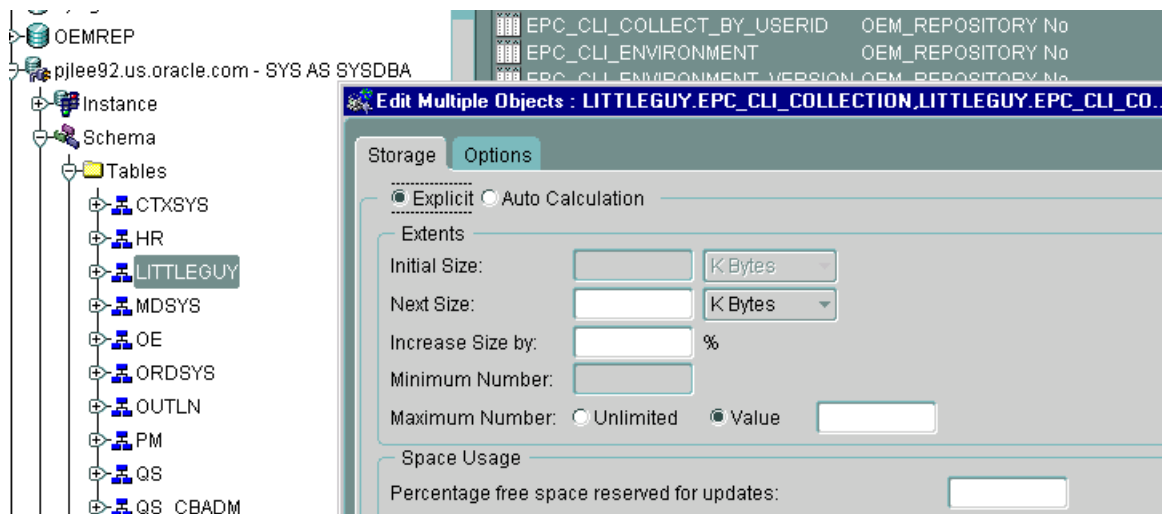 OEMREP
pjlee92.us.oracle.com - SYS AS SYSDBA
Instance
Schema
Tables
CTXSYS
HR
LITTLEGUY
MDSYS
OE
ORDSYS
OUTLN
PM
QS
QS_CBADM
EPC_CLI_COLLECT_BY_USERID OEM_REPOSITORY No
EPC_CLI_ENVIRONMENT OEM_REPOSITORY No
EPC_CLI_ENVIRONMENT_VERSION OEM_REPOSITORY No
Edit Multiple Objects : LITTLEGUY.EPC_CLI_COLLECTION,LITTLEGUY.EPC_CLI_CO...
Storage Options
Explicit Auto Calculation
Extents
Initial Size: K Bytes
Next Size: K Bytes
Increase Size by: %
Minimum Number:
Maximum Number: Unlimited Value
Space Usage
Percentage free space reserved for updates: